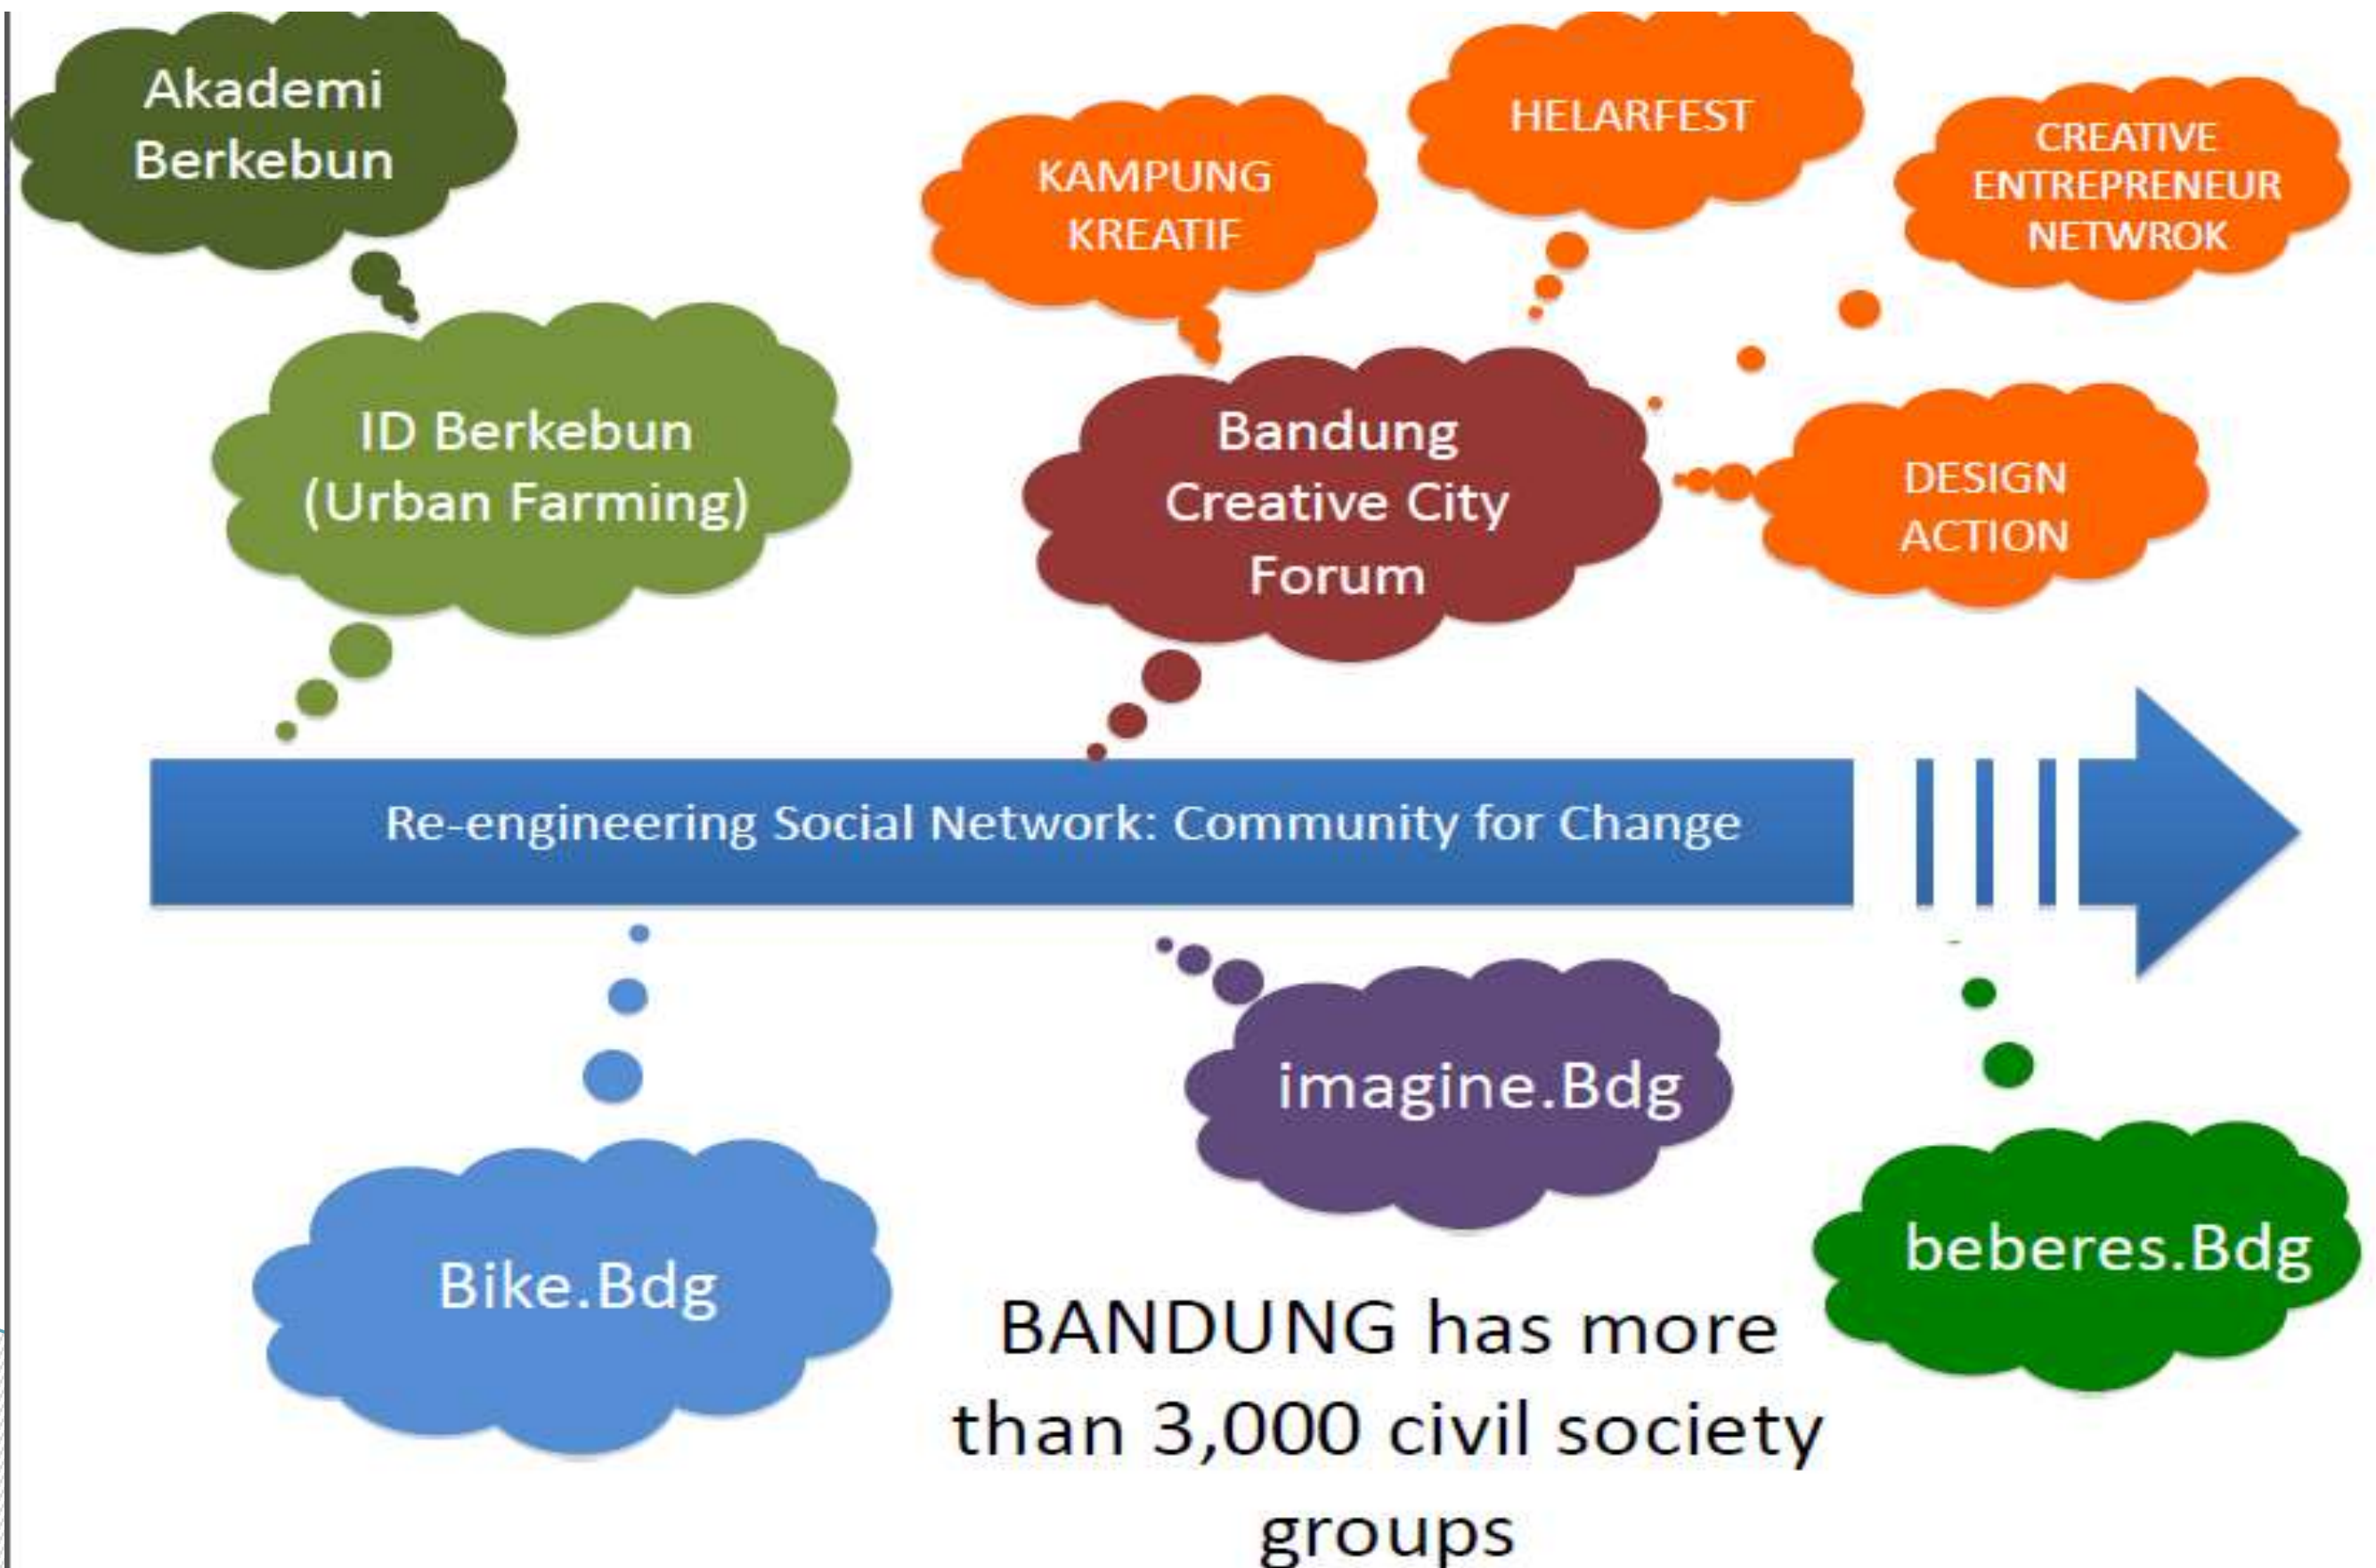 Akademi
Berkebun
KAMPUNG
KREATIF
HELARFEST
CREATIVE
ENTREPRENEUR
NETWROK
ID Berkebun
(Urban Farming)
Bandung
Creative City
Forum
DESIGN
ACTION
Re-engineering Social Network: Community for Change
Bike.Bdg
imagine.Bdg
beberes.Bdg
BANDUNG has more
than 3,000 civil society
groups